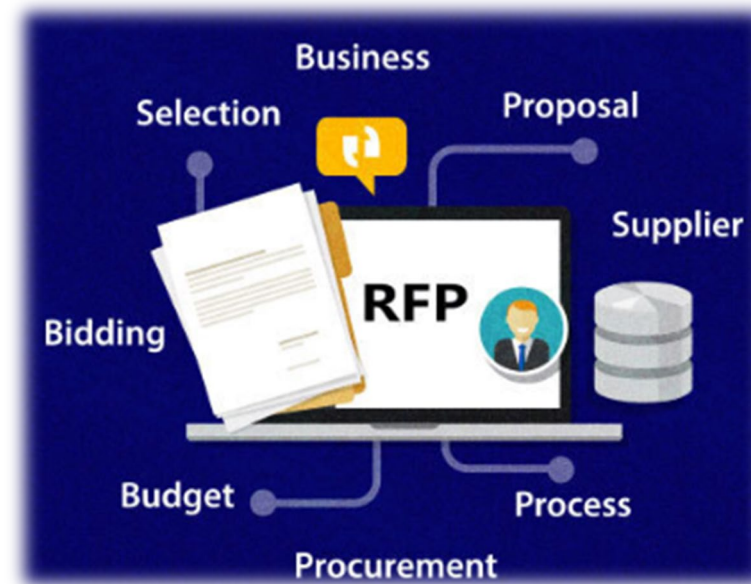 Business
Selection
Proposal
Supplier
RFP
Bidding
Budget
Process
Procurement